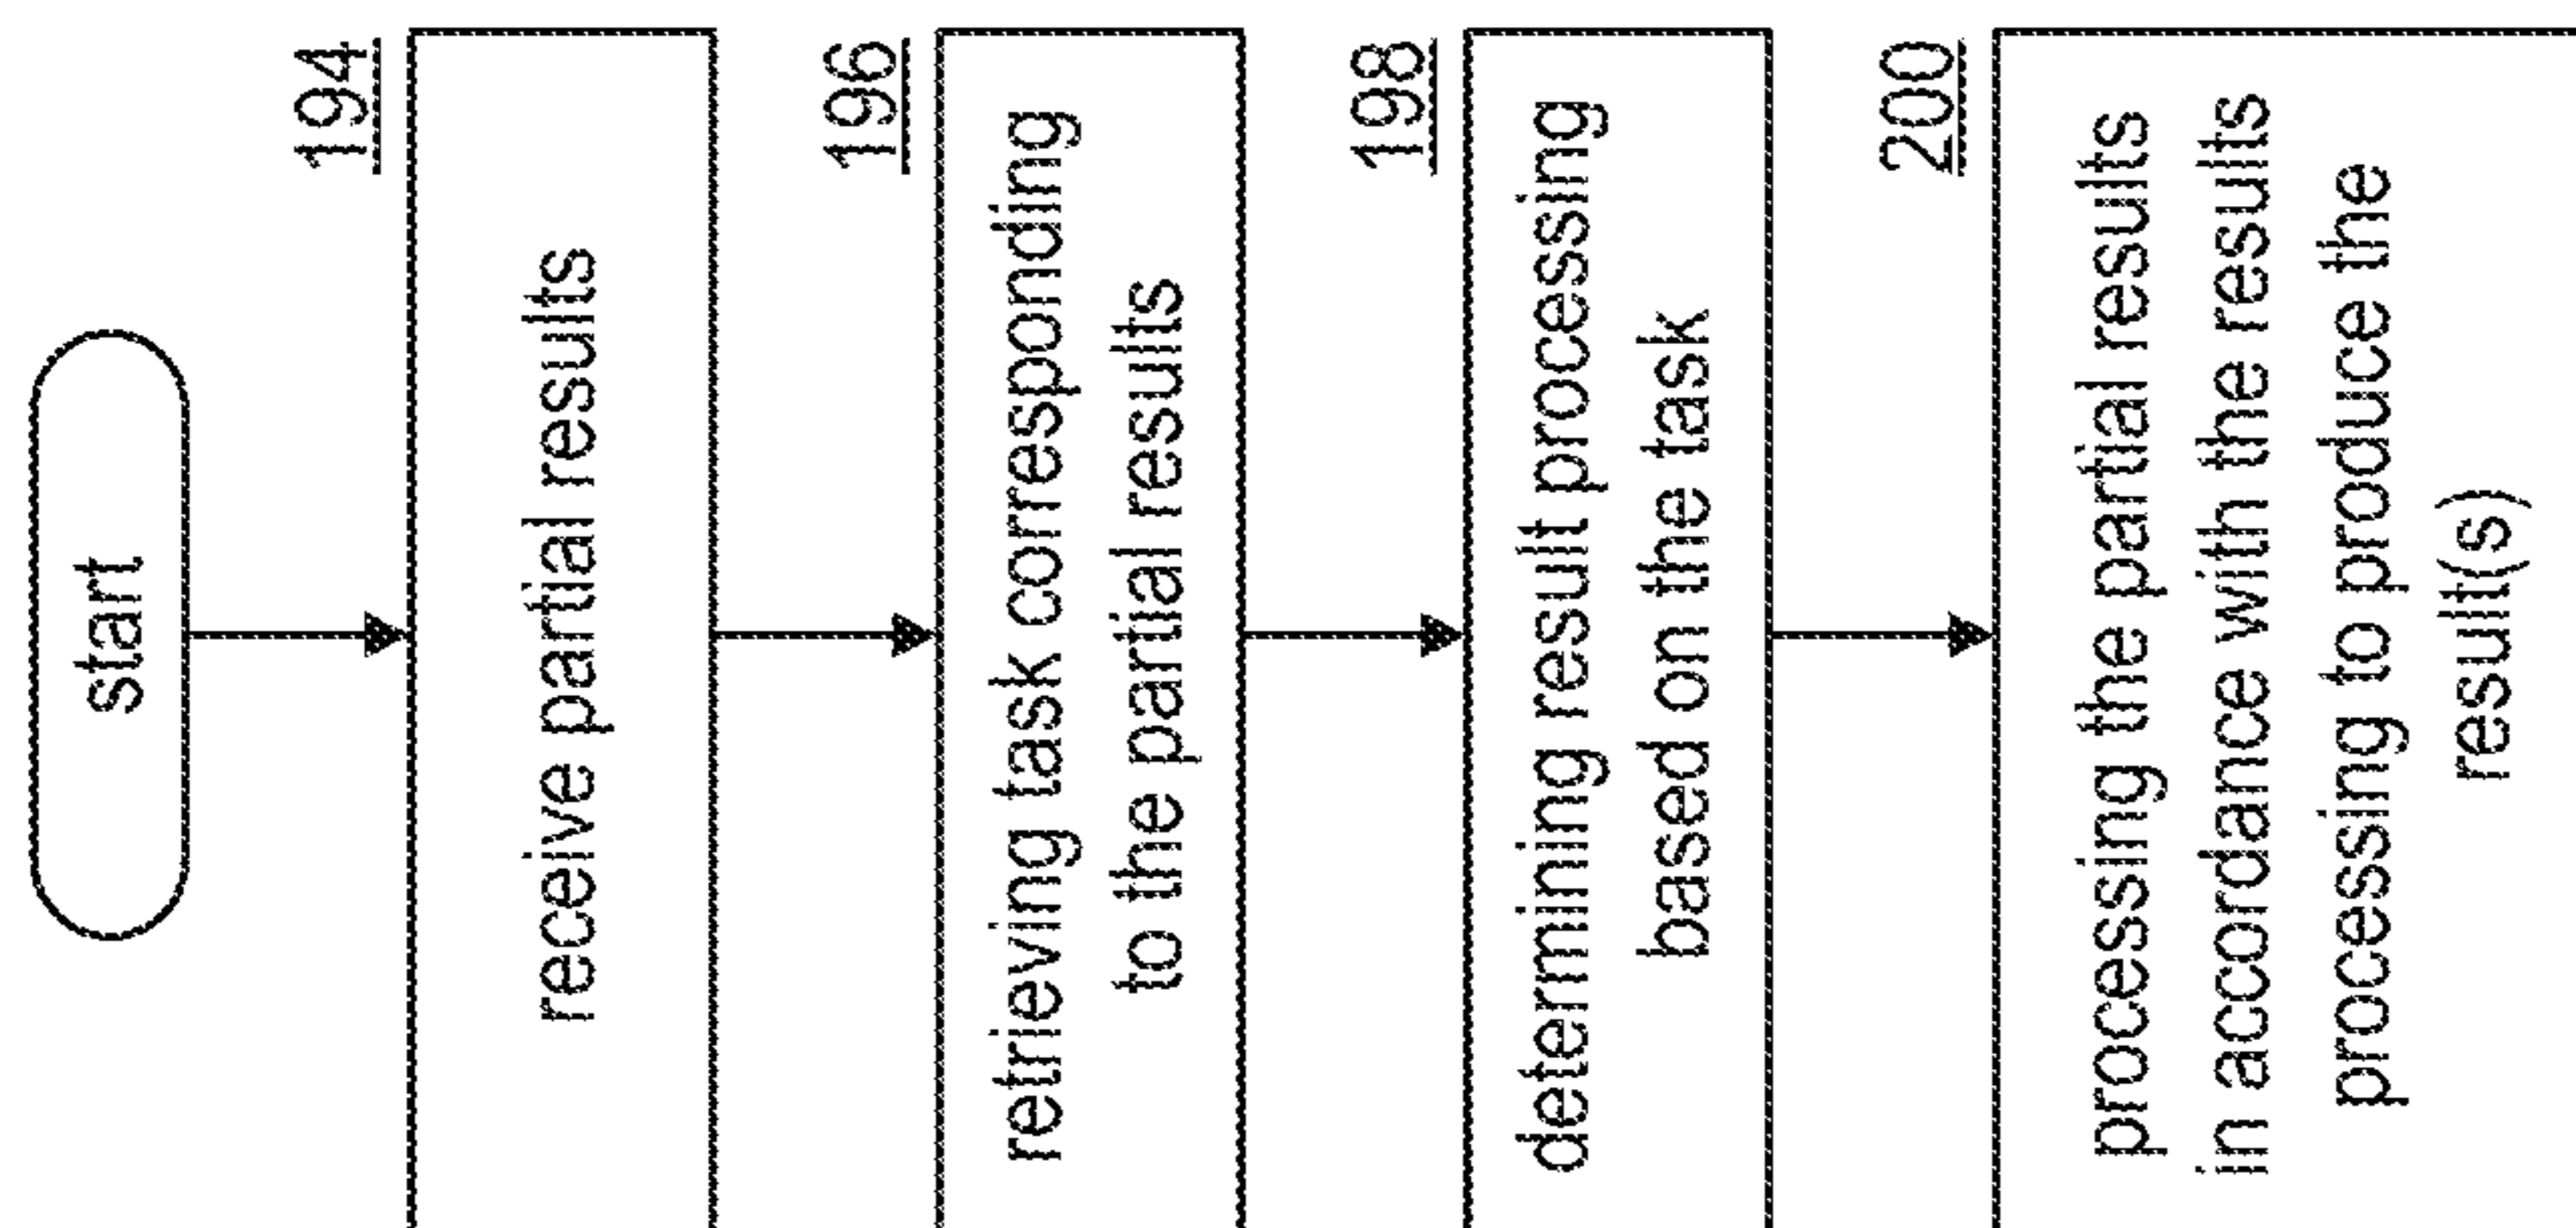 start
194
receive partial results
196
retrieving task corresponding
to the partial results
198
determining result processing
based on the task
200
processing the partial results
in accordance with the results
processing to produce the
result(s)